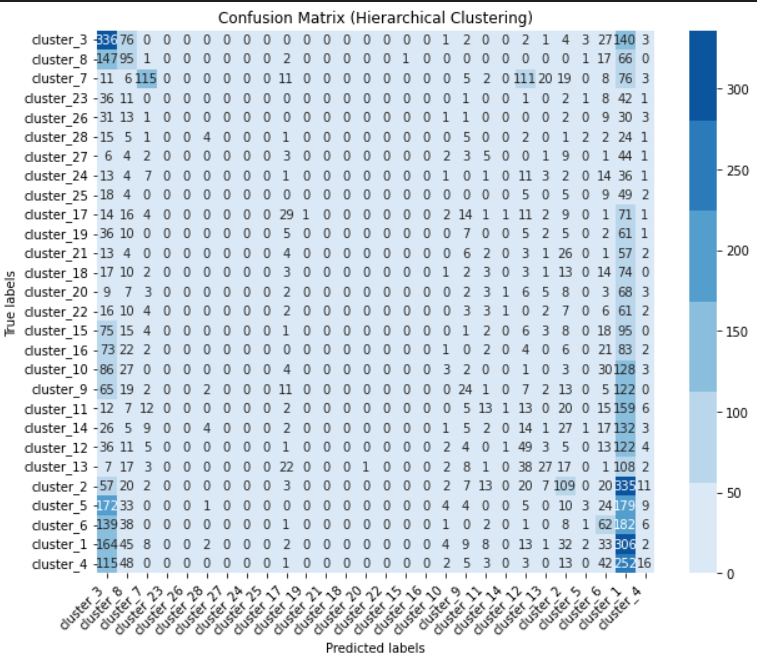 Confusion Matrix (Hierarchical Clustering)
True labels
cluster_3 336 76 0 0 0 0 0 0 0 0 0 0 0 0 0 0 0 1 2 0 0 2 1 4 3 27 140 3
cluster_8 147 95 1 0 0 0 0 0 0 2 0 0 0 0 0 1 0 0 0 0 0 0 0 0 1 17 66 0
cluster_7 11 6 115 0 0 0 0 0 0 11 0 0 0 0 0 0 0 0 5 2 0 111 20 19 0 8 76 3
cluster_23 36 11 0 0 0 0 0 0 0 0 0 0 0 0 0 0 0 0 1 0 0 1 0 2 1 8 42 1
cluster_26 31 13 1 0 0 0 0 0 0 0 0 0 0 0 0 0 0 1 1 0 0 0 0 2 0 9 30 3
cluster_28 15 5 1 0 0 4 0 0 0 1 0 0 0 0 0 0 0 0 5 0 0 2 0 1 2 2 24 1
cluster_27 6 4 2 0 0 0 0 0 0 3 0 0 0 0 0 0 0 2 3 5 0 0 1 9 0 1 44 1
cluster_24 13 4 7 0 0 0 0 0 0 1 0 0 0 0 0 0 0 1 0 1 0 11 3 2 0 14 36 1
cluster_25 18 4 0 0 0 0 0 0 0 0 0 0 0 0 0 0 0 0 0 0 0 5 0 5 0 9 49 2
cluster_17 14 16 4 0 0 0 0 0 0 29 1 0 0 0 0 0 0 2 14 1 1 11 2 9 0 1 71 1
cluster_19 36 10 0 0 0 0 0 0 0 5 0 0 0 0 0 0 0 0 7 0 0 5 2 5 0 2 61 1
cluster_21 13 4 0 0 0 0 0 0 0 4 0 0 0 0 0 0 0 0 6 2 0 3 1 26 0 1 57 2
cluster_18 17 10 2 0 0 0 0 0 0 3 0 0 0 0 0 0 0 1 2 3 0 3 1 13 0 14 74 0
cluster_20 9 7 3 0 0 0 0 0 0 2 0 0 0 0 0 0 0 0 2 3 1 6 5 8 0 3 68 3
cluster_22 16 10 4 0 0 0 0 0 0 2 0 0 0 0 0 0 0 0 3 3 1 0 2 7 0 6 61 2
cluster_15 75 15 4 0 0 0 0 0 0 1 0 0 0 0 0 0 0 0 1 2 0 6 3 8 0 18 95 0
cluster_16 73 22 2 0 0 0 0 0 0 0 0 0 0 0 0 0 0 1 0 2 0 4 0 6 0 21 83 2
cluster_10 86 27 0 0 0 0 0 0 0 4 0 0 0 0 0 0 0 3 2 0 0 1 0 3 0 30 128 3
cluster_9 65 19 2 0 0 2 0 0 0 11 0 0 0 0 0 0 0 0 24 1 0 7 2 13 0 5 122 0
cluster_11 12 7 12 0 0 0 0 0 0 2 0 0 0 0 0 0 0 0 5 13 1 13 0 20 0 15 159 6
cluster_14 26 5 9 0 0 4 0 0 0 2 0 0 0 0 0 0 0 1 5 2 0 14 1 27 1 17 132 3
cluster_12 36 11 5 0 0 0 0 0 0 1 0 0 0 0 0 0 0 2 4 0 1 49 3 5 0 13 122 4
cluster_13 7 17 3 0 0 0 0 0 0 22 0 0 0 1 0 0 0 2 8 1 0 38 27 17 0 1 108 2
cluster_2 57 20 2 0 0 0 0 0 0 3 0 0 0 0 0 0 0 2 7 13 0 20 7 109 0 20 335 11
cluster_5 172 33 0 0 0 1 0 0 0 0 0 0 0 0 0 0 0 4 4 0 0 5 0 10 3 24 179 9
cluster_6 139 38 0 0 0 0 0 0 0 1 0 0 0 0 0 0 0 1 0 2 0 1 0 8 1 62 182 6
cluster_1 164 45 8 0 0 2 0 0 0 2 0 0 0 0 0 0 0 4 9 8 0 13 1 32 2 33 306 2
cluster_4 115 48 0 0 0 0 0 0 0 1 0 0 0 0 0 0 0 2 5 3 0 3 0 13 0 42 252 16
cluster_3 cluster_8 cluster_7 cluster_23 cluster_26 cluster_28 cluster_27 cluster_24 cluster_25 cluster_17 cluster_19 cluster_21 cluster_18 cluster_20 cluster_22 cluster_15 cluster_16 cluster_10 cluster_9 cluster_11 cluster_14 cluster_12 cluster_13 cluster_2 cluster_5 cluster_6 cluster_1 cluster_4
Predicted labels
300
250
200
150
100
50
0